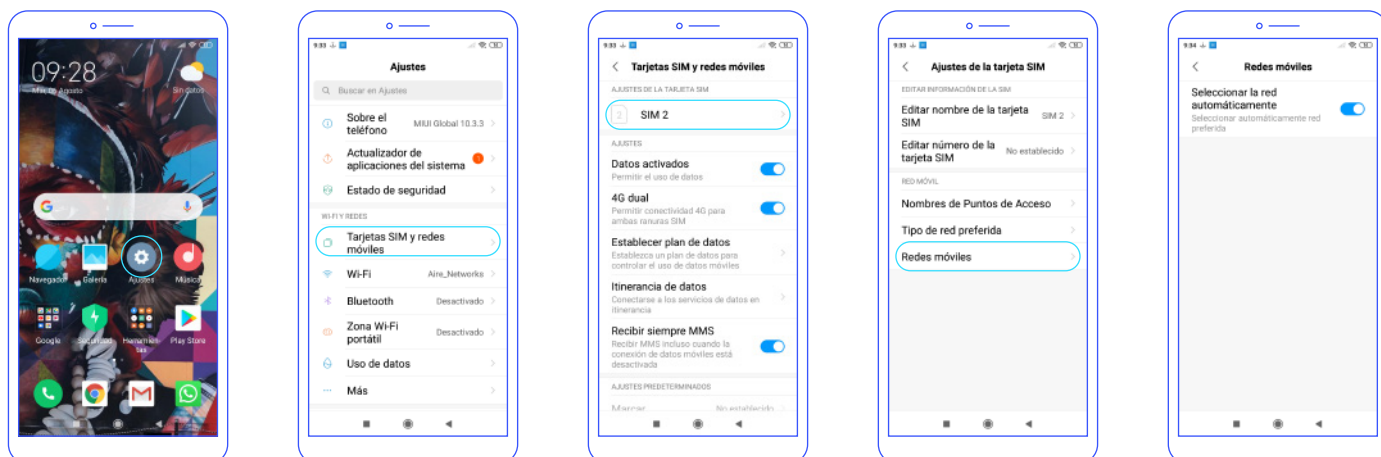 09:28
Mié, 05 Agosto
Sin datos
Navegador
Galería
Ajustes
Música
Google
Seguridad
Herramien-
tas
Play Store
9:33
Ajustes
Buscar en Ajustes
Sobre el
teléfono
MIUI Global 10.3.3
Actualizador de
aplicaciones del sistema
1
Estado de seguridad
WI-FI Y REDES
Tarjetas SIM y redes
móviles
Wi-Fi
Aire_Networks
Bluetooth
Desactivado
Zona Wi-Fi
portátil
Desactivado
Uso de datos
Más
9:33
Tarjetas SIM y redes móviles
AJUSTES DE LA TARJETA SIM
2
SIM 2
AJUSTES
Datos activados
Permitir el uso de datos
4G dual
Permitir conectividad 4G para
ambas ranuras SIM
Establecer plan de datos
Establezca un plan de datos para
controlar el uso de datos móviles
Itinerancia de datos
Conectarse a los servicios de datos en
itinerancia
Recibir siempre MMS
Recibir MMS incluso cuando la
conexión de datos móviles está
desactivada
AJUSTES PREDETERMINADOS
Marcar
No establecido
9:33
Ajustes de la tarjeta SIM
EDITAR INFORMACIÓN DE LA SIM
Editar nombre de la tarjeta
SIM
SIM 2
Editar número de la
tarjeta SIM
No establecido
RED MÓVIL
Nombres de Puntos de Acceso
Tipo de red preferida
Redes móviles
9:34
Redes móviles
Seleccionar la red
automáticamente
Seleccionar automáticamente red
preferida